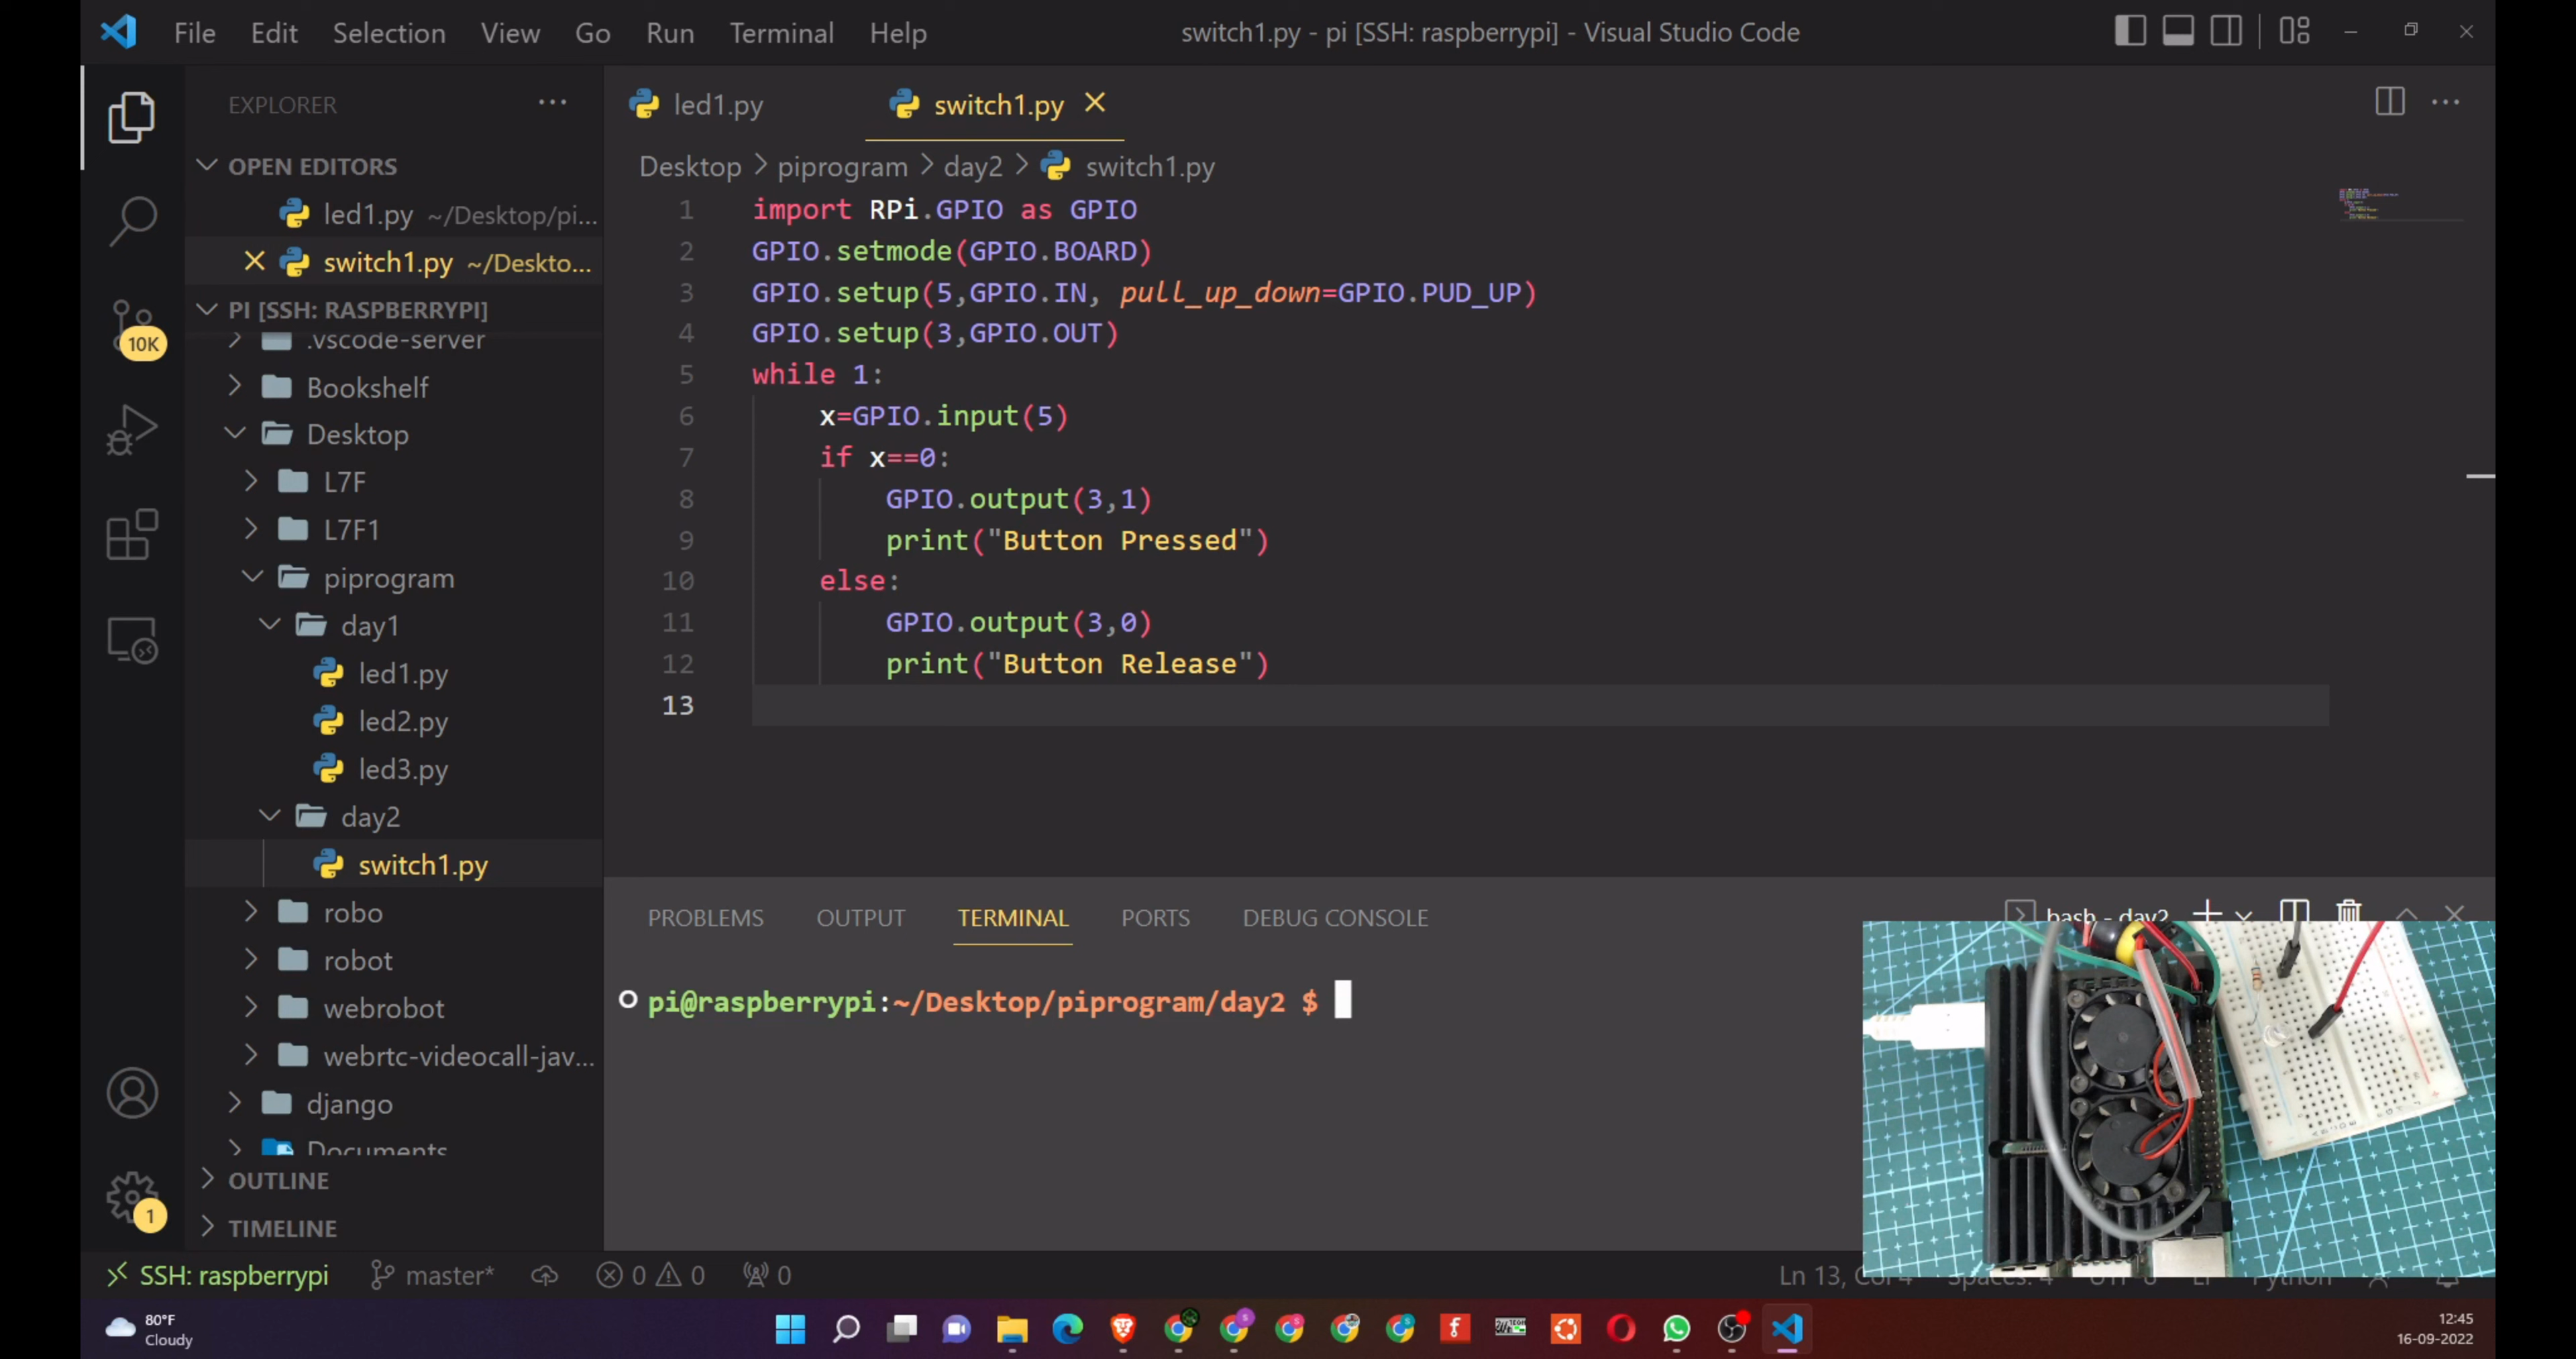 File Edit Selection View Go Run Terminal Help
switch1.py - pi [SSH: raspberrypi] - Visual Studio Code
EXPLORER
OPEN EDITORS
led1.py ~/Desktop/pi...
switch1.py ~/Deskto...
PI [SSH: RASPBERRYPI]
.vscode-server
Bookshelf
Desktop
L7F
L7F1
piprogram
day1
led1.py
led2.py
led3.py
day2
switch1.py
robo
robot
webrobot
webrtc-videocall-jav...
django
Documents
OUTLINE
TIMELINE
10K
1
led1.py switch1.py
Desktop > piprogram > day2 > switch1.py
1 import RPi.GPIO as GPIO
2 GPIO.setmode(GPIO.BOARD)
3 GPIO.setup(5,GPIO.IN, pull_up_down=GPIO.PUD_UP)
4 GPIO.setup(3,GPIO.OUT)
5 while 1:
6 x=GPIO.input(5)
7 if x==0:
8 GPIO.output(3,1)
9 print("Button Pressed")
10 else:
11 GPIO.output(3,0)
12 print("Button Release")
13
PROBLEMS OUTPUT TERMINAL PORTS DEBUG CONSOLE
bash - day2
pi@raspberrypi:~/Desktop/piprogram/day2 $
SSH: raspberrypi master* 0 0 0
Ln 13,
80°F
Cloudy
12:45
16-09-2022